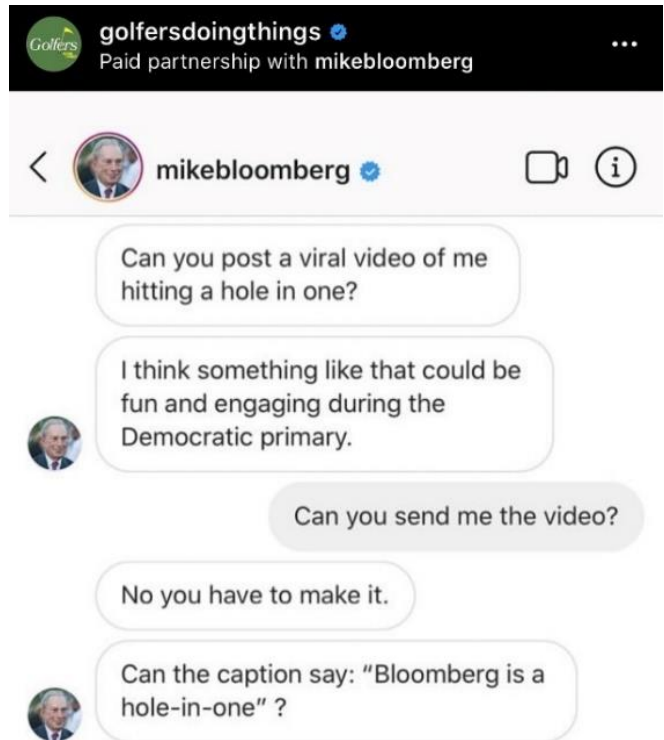 Golfers
golfersdoingthings
Paid partnership with mikebloomberg
mikebloomberg
Can you post a viral video of me
hitting a hole in one?
I think something like that could be
fun and engaging during the
Democratic primary.
Can you send me the video?
No you have to make it.
Can the caption say: “Bloomberg is a
hole-in-one” ?